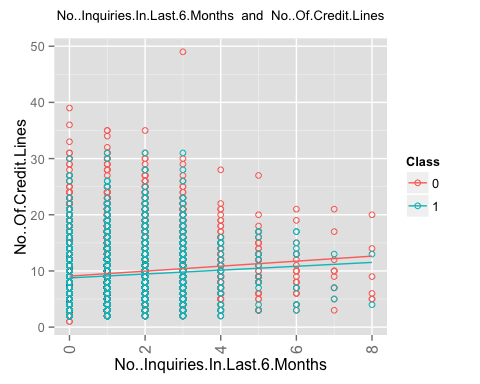 No..Inquiries.In.Last.6.Months and No..Of.Credit.Lines
50
40
30
20
10
0
No..Of.Credit.Lines
0 2 4 6 8
No..Inquiries.In.Last.6.Months
Class
0
1